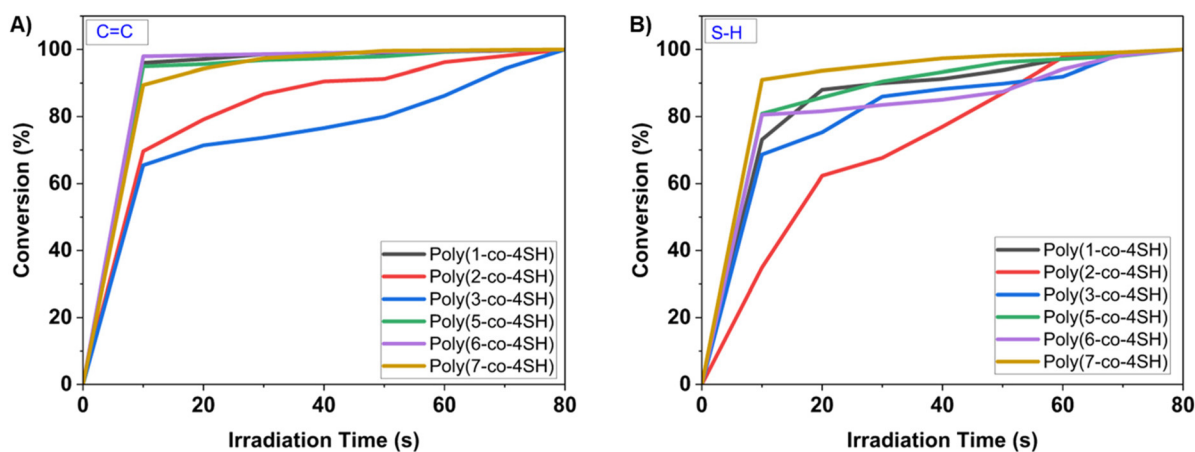 A)
C=C
100
80
60
40
20
0
Conversion (%)
Poly(1-co-4SH)
Poly(2-co-4SH)
Poly(3-co-4SH)
Poly(5-co-4SH)
Poly(6-co-4SH)
Poly(7-co-4SH)
0 20 40 60 80
Irradiation Time (s)
B)
S-H
100
80
60
40
20
0
Conversion (%)
Poly(1-co-4SH)
Poly(2-co-4SH)
Poly(3-co-4SH)
Poly(5-co-4SH)
Poly(6-co-4SH)
Poly(7-co-4SH)
0 20 40 60 80
Irradiation Time (s)